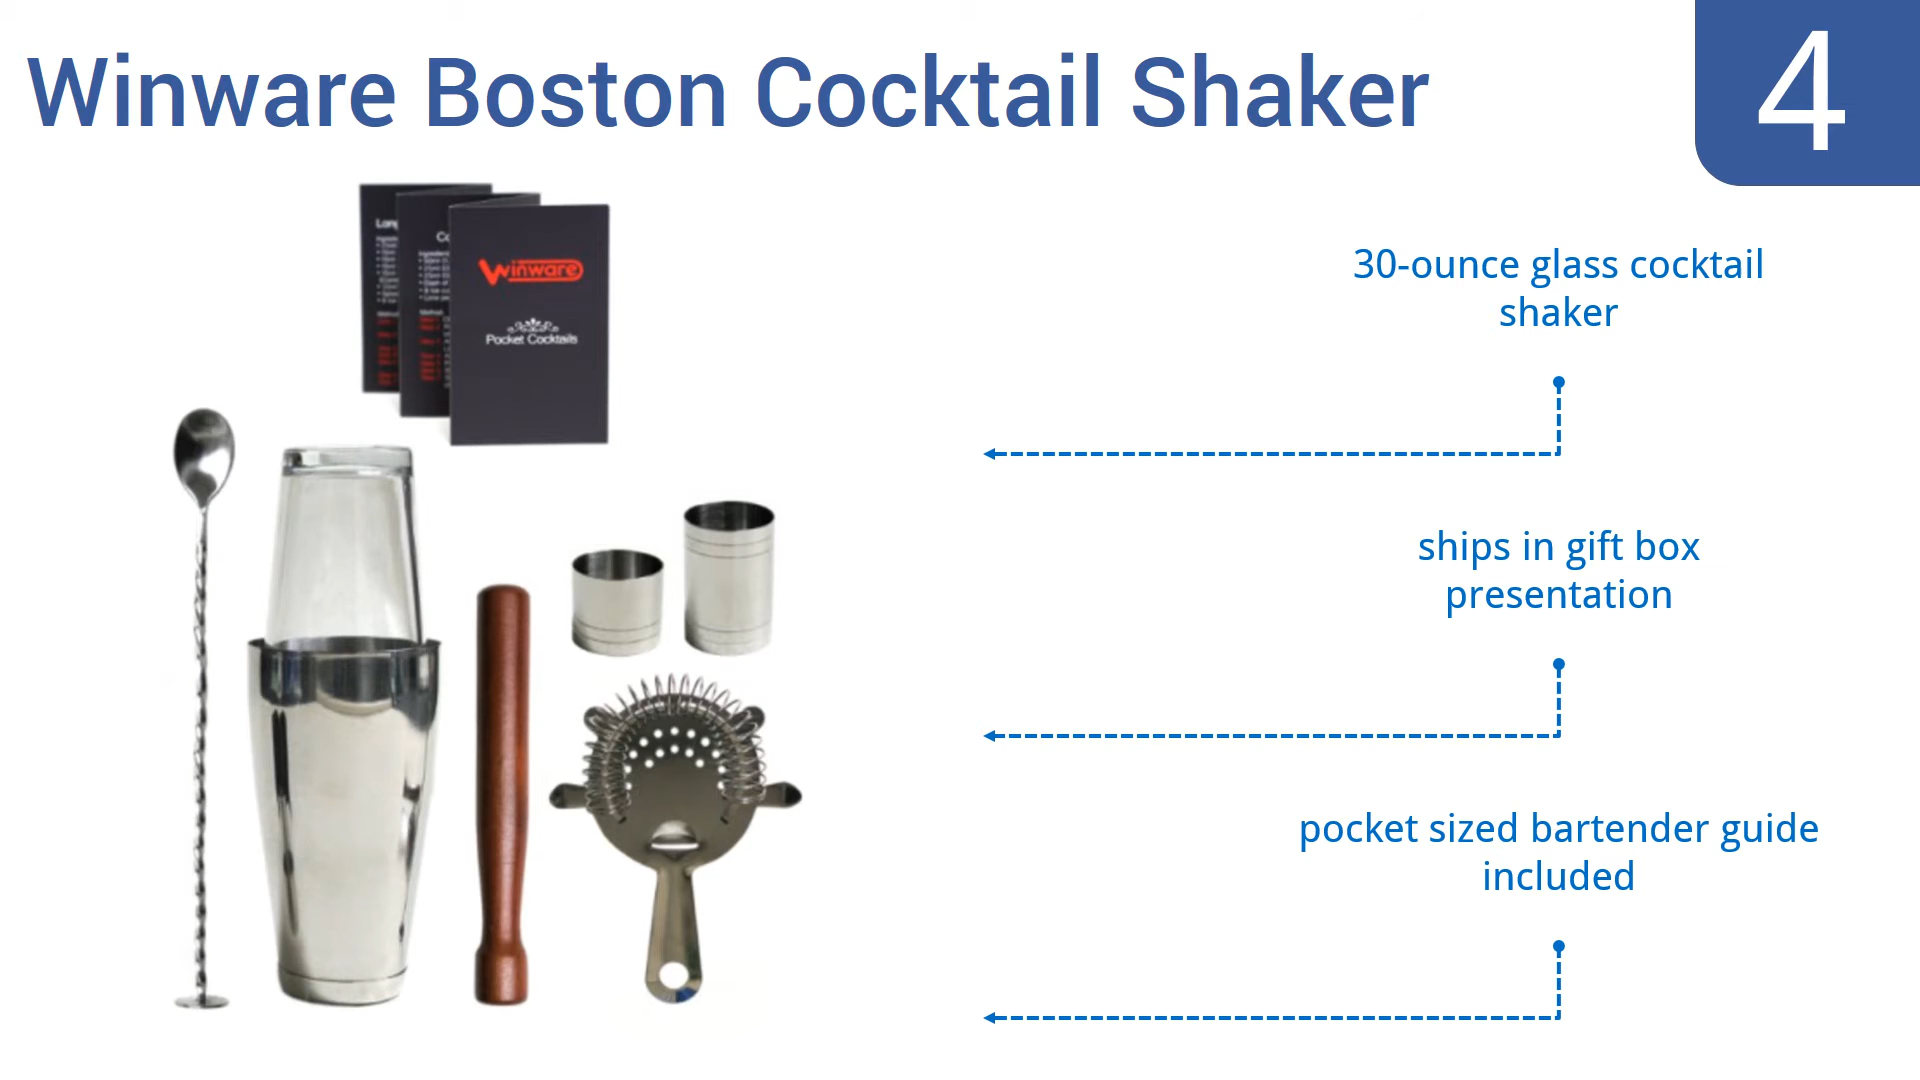 Winware Boston Cocktail Shaker
4
Winware
Pocket Cocktails
30-ounce glass cocktail
shaker
ships in gift box
presentation
pocket sized bartender guide
included